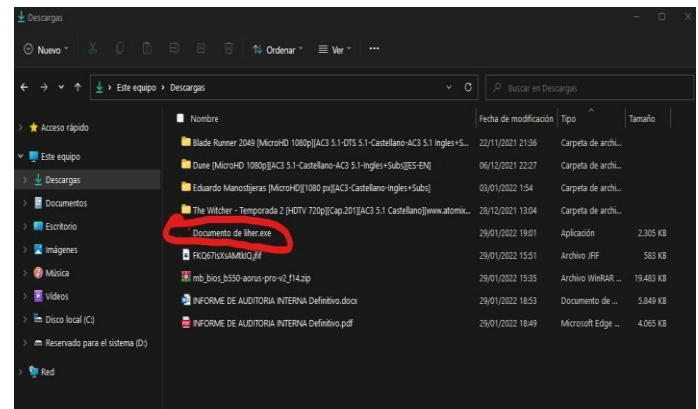 Descargas
Nuevo Ordenar Ver ...
Este equipo > Descargas Buscar en Descargas
Nombre Fecha de modificación Tipo Tamaño
Acceso rápido
Este equipo
Descargas
Documentos
Escritorio
Imágenes
Música
Vídeos
Disco local (C:)
Reservado para el sistema (D:)
Red
Blade Runner 2049 [MicroHD 1080p][AC3 5.1-DTS 5.1-Castellano-AC3 5.1 Ingles+S... 22/11/2021 21:36 Carpeta de archi...
Dune [MicroHD 1080p][AC3 5.1-Castellano-AC3 5.1-Ingles+Subs][ES-EN] 06/12/2021 22:27 Carpeta de archi...
Eduardo Manostijeras [MicroHD][1080 px][AC3-Castellano-Ingles+Subs] 03/01/2022 1:54 Carpeta de archi...
The Witcher - Temporada 2 [HDTV 720p][Cap.201][AC3 5.1 Castellano][www.atomix... 28/12/2021 13:04 Carpeta de archi...
Documento de liher.exe 29/01/2022 19:01 Aplicación 2.305 KB
29/01/2022 15:51 Archivo JFIF 583 KB
mb_bios_b550-aorus-pro-v2_f14.zip 29/01/2022 15:35 Archivo WinRAR ... 19.483 KB
INFORME DE AUDITORIA INTERNA Definitivo.docx 29/01/2022 18:53 Documento de ... 5.849 KB
INFORME DE AUDITORIA INTERNA Definitivo.pdf 29/01/2022 18:49 Microsoft Edge ... 4.065 KB